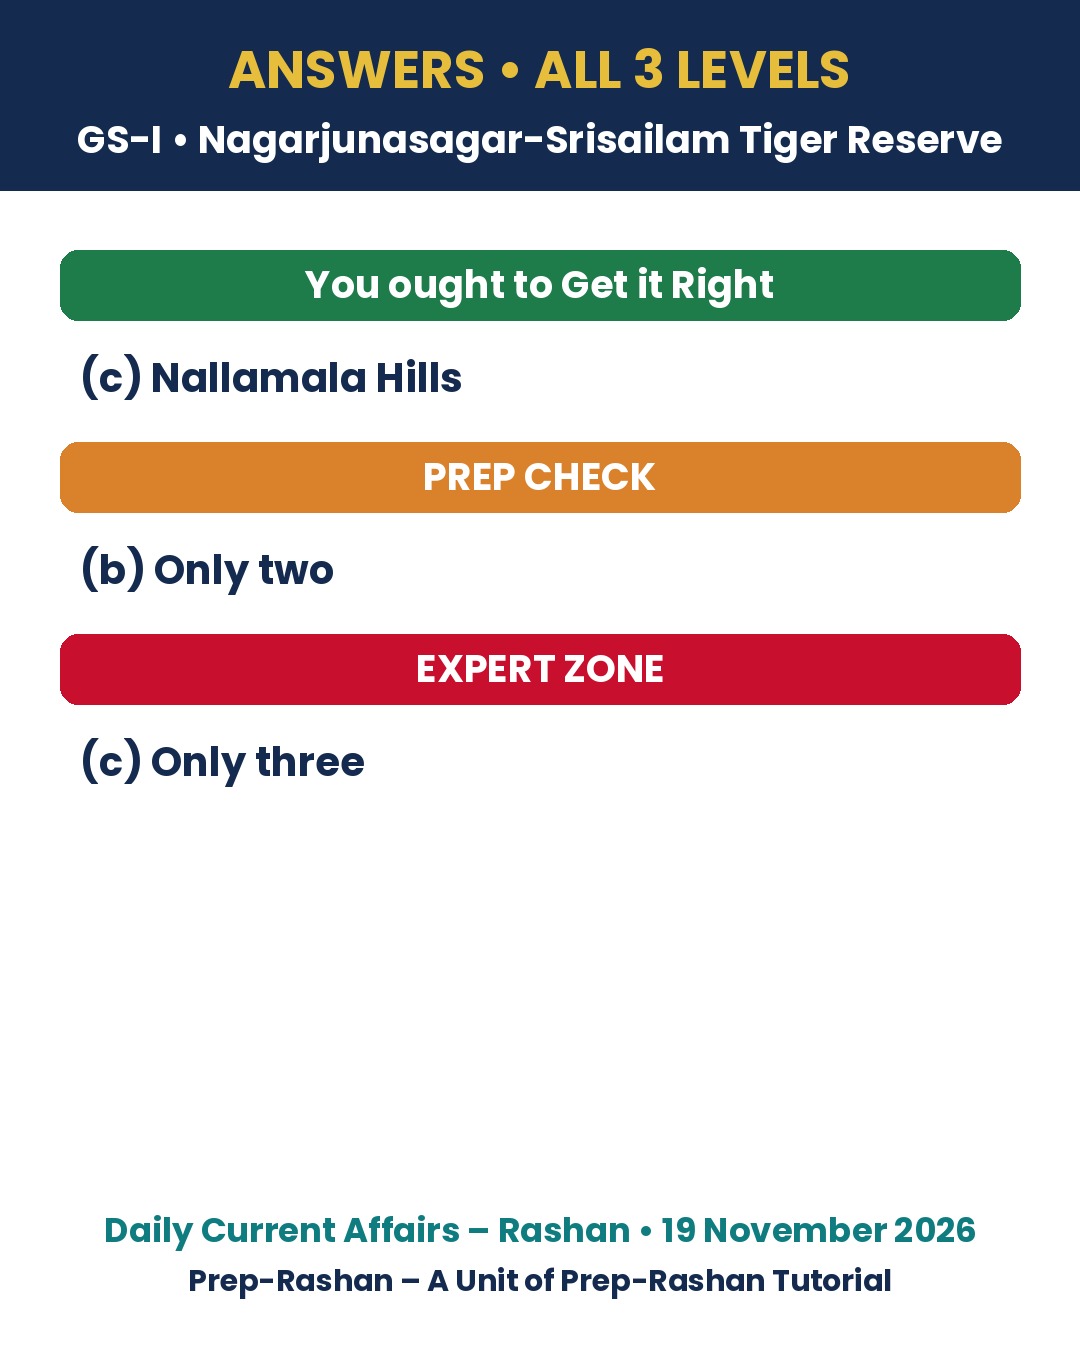 ANSWERS • ALL 3 LEVELS
GS-I • Nagarjunasagar-Srisailam Tiger Reserve
You ought to Get it Right
(c) Nallamala Hills
PREP CHECK
(b) Only two
EXPERT ZONE
(c) Only three
Daily Current Affairs – Rashan • 19 November 2026
Prep-Rashan – A Unit of Prep-Rashan Tutorial